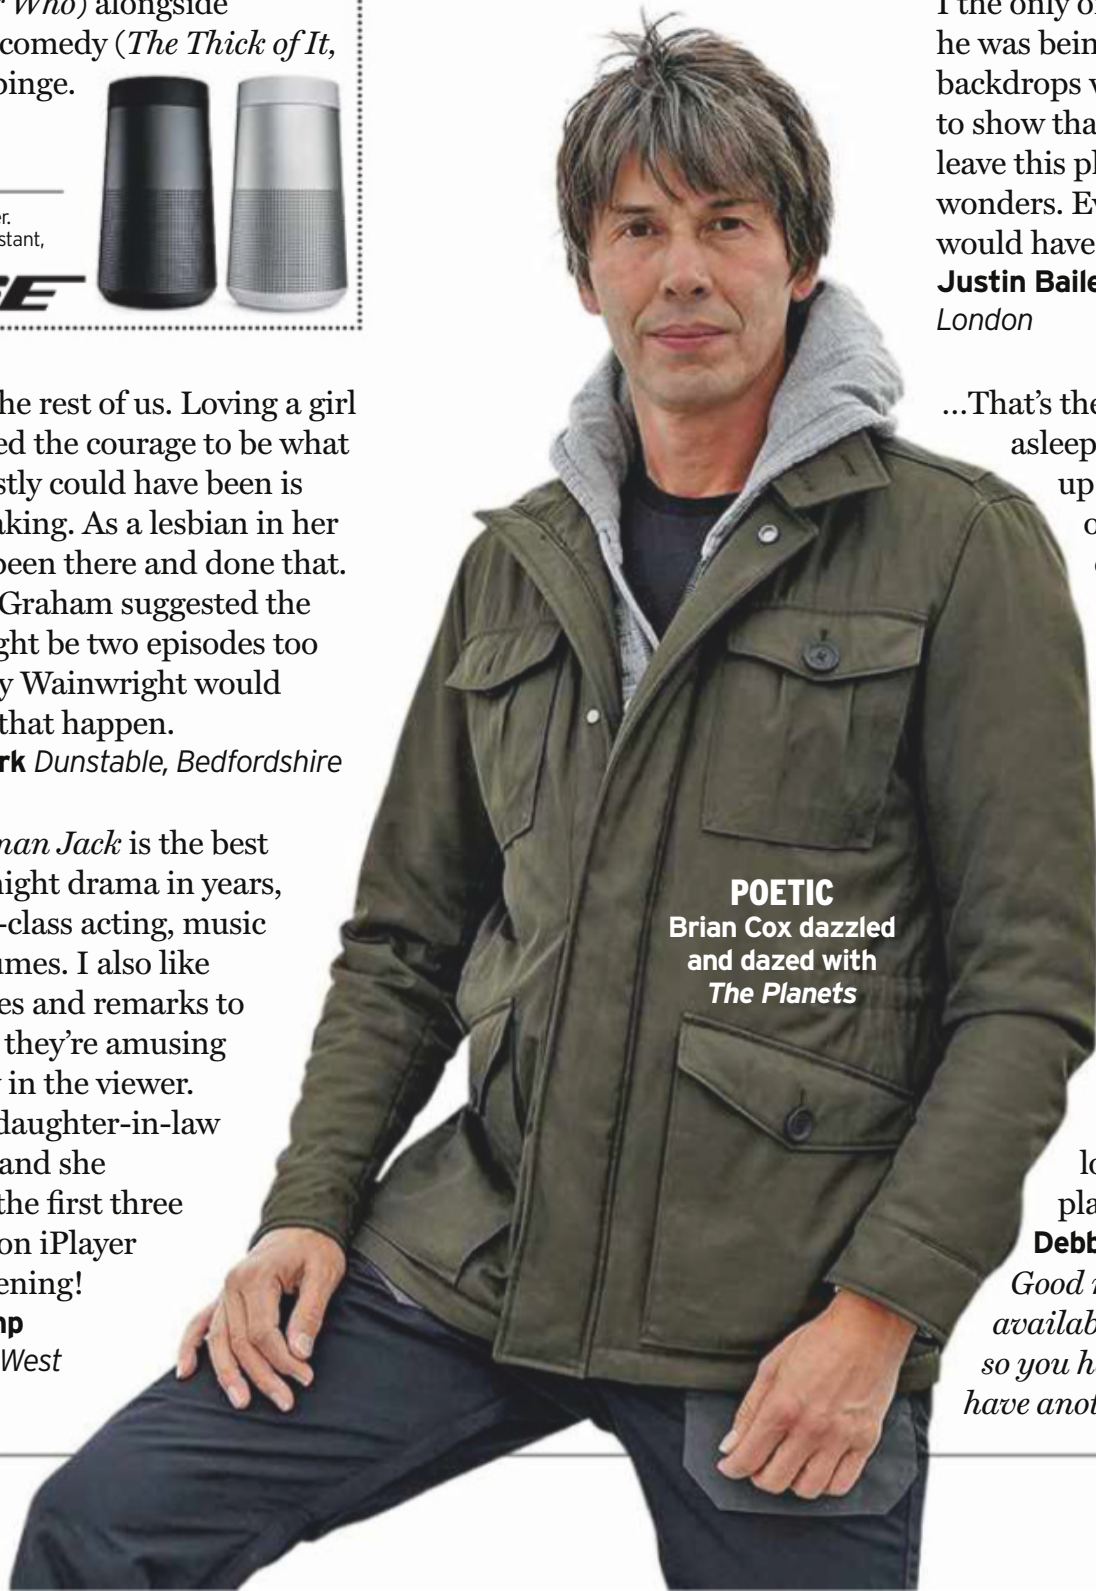 Who) alongside
comedy (The Thick of It,
binge.
er.
stant,
SE
he rest of us. Loving a girl
ed the courage to be what
stly could have been is
aking. As a lesbian in her
been there and done that.
Graham suggested the
ght be two episodes too
y Wainwright would
that happen.
rk Dunstable, Bedfordshire
man Jack is the best
night drama in years,
-class acting, music
umes. I also like
es and remarks to
they're amusing
in the viewer.
daughter-in-law
and she
the first three
on iPlayer
ening!
mp
West
POETIC
Brian Cox dazzled
and dazed with
The Planets
I the only o
he was bein
backdrops
to show tha
leave this pl
wonders. Ev
would have
Justin Baile
London
…That's the
asleep
up
lo
pla
Debb
Good
availab
so you h
have anot